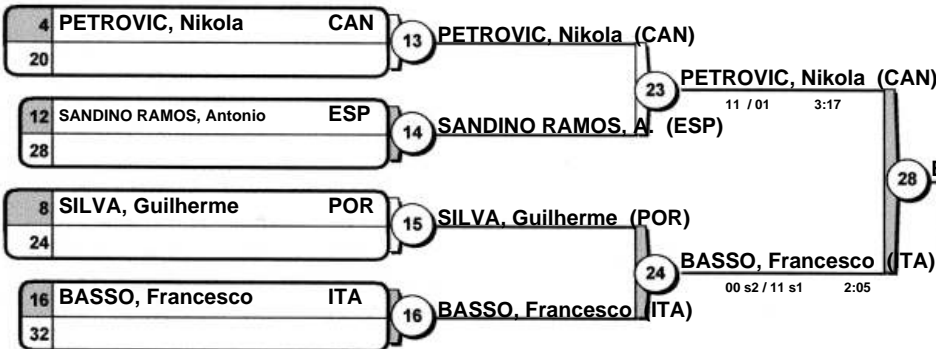 4 PETROVIC, Nikola CAN
20
13 PETROVIC, Nikola (CAN)
12 SANDINO RAMOS, Antonio ESP
28
14 SANDINO RAMOS, A. (ESP)
23 PETROVIC, Nikola (CAN)
11 / 01 3:17
8 SILVA, Guilherme POR
24
15 SILVA, Guilherme (POR)
16 BASSO, Francesco ITA
32
16 BASSO, Francesco (ITA)
24 BASSO, Francesco (ITA)
00 s2 / 11 s1 2:05
28